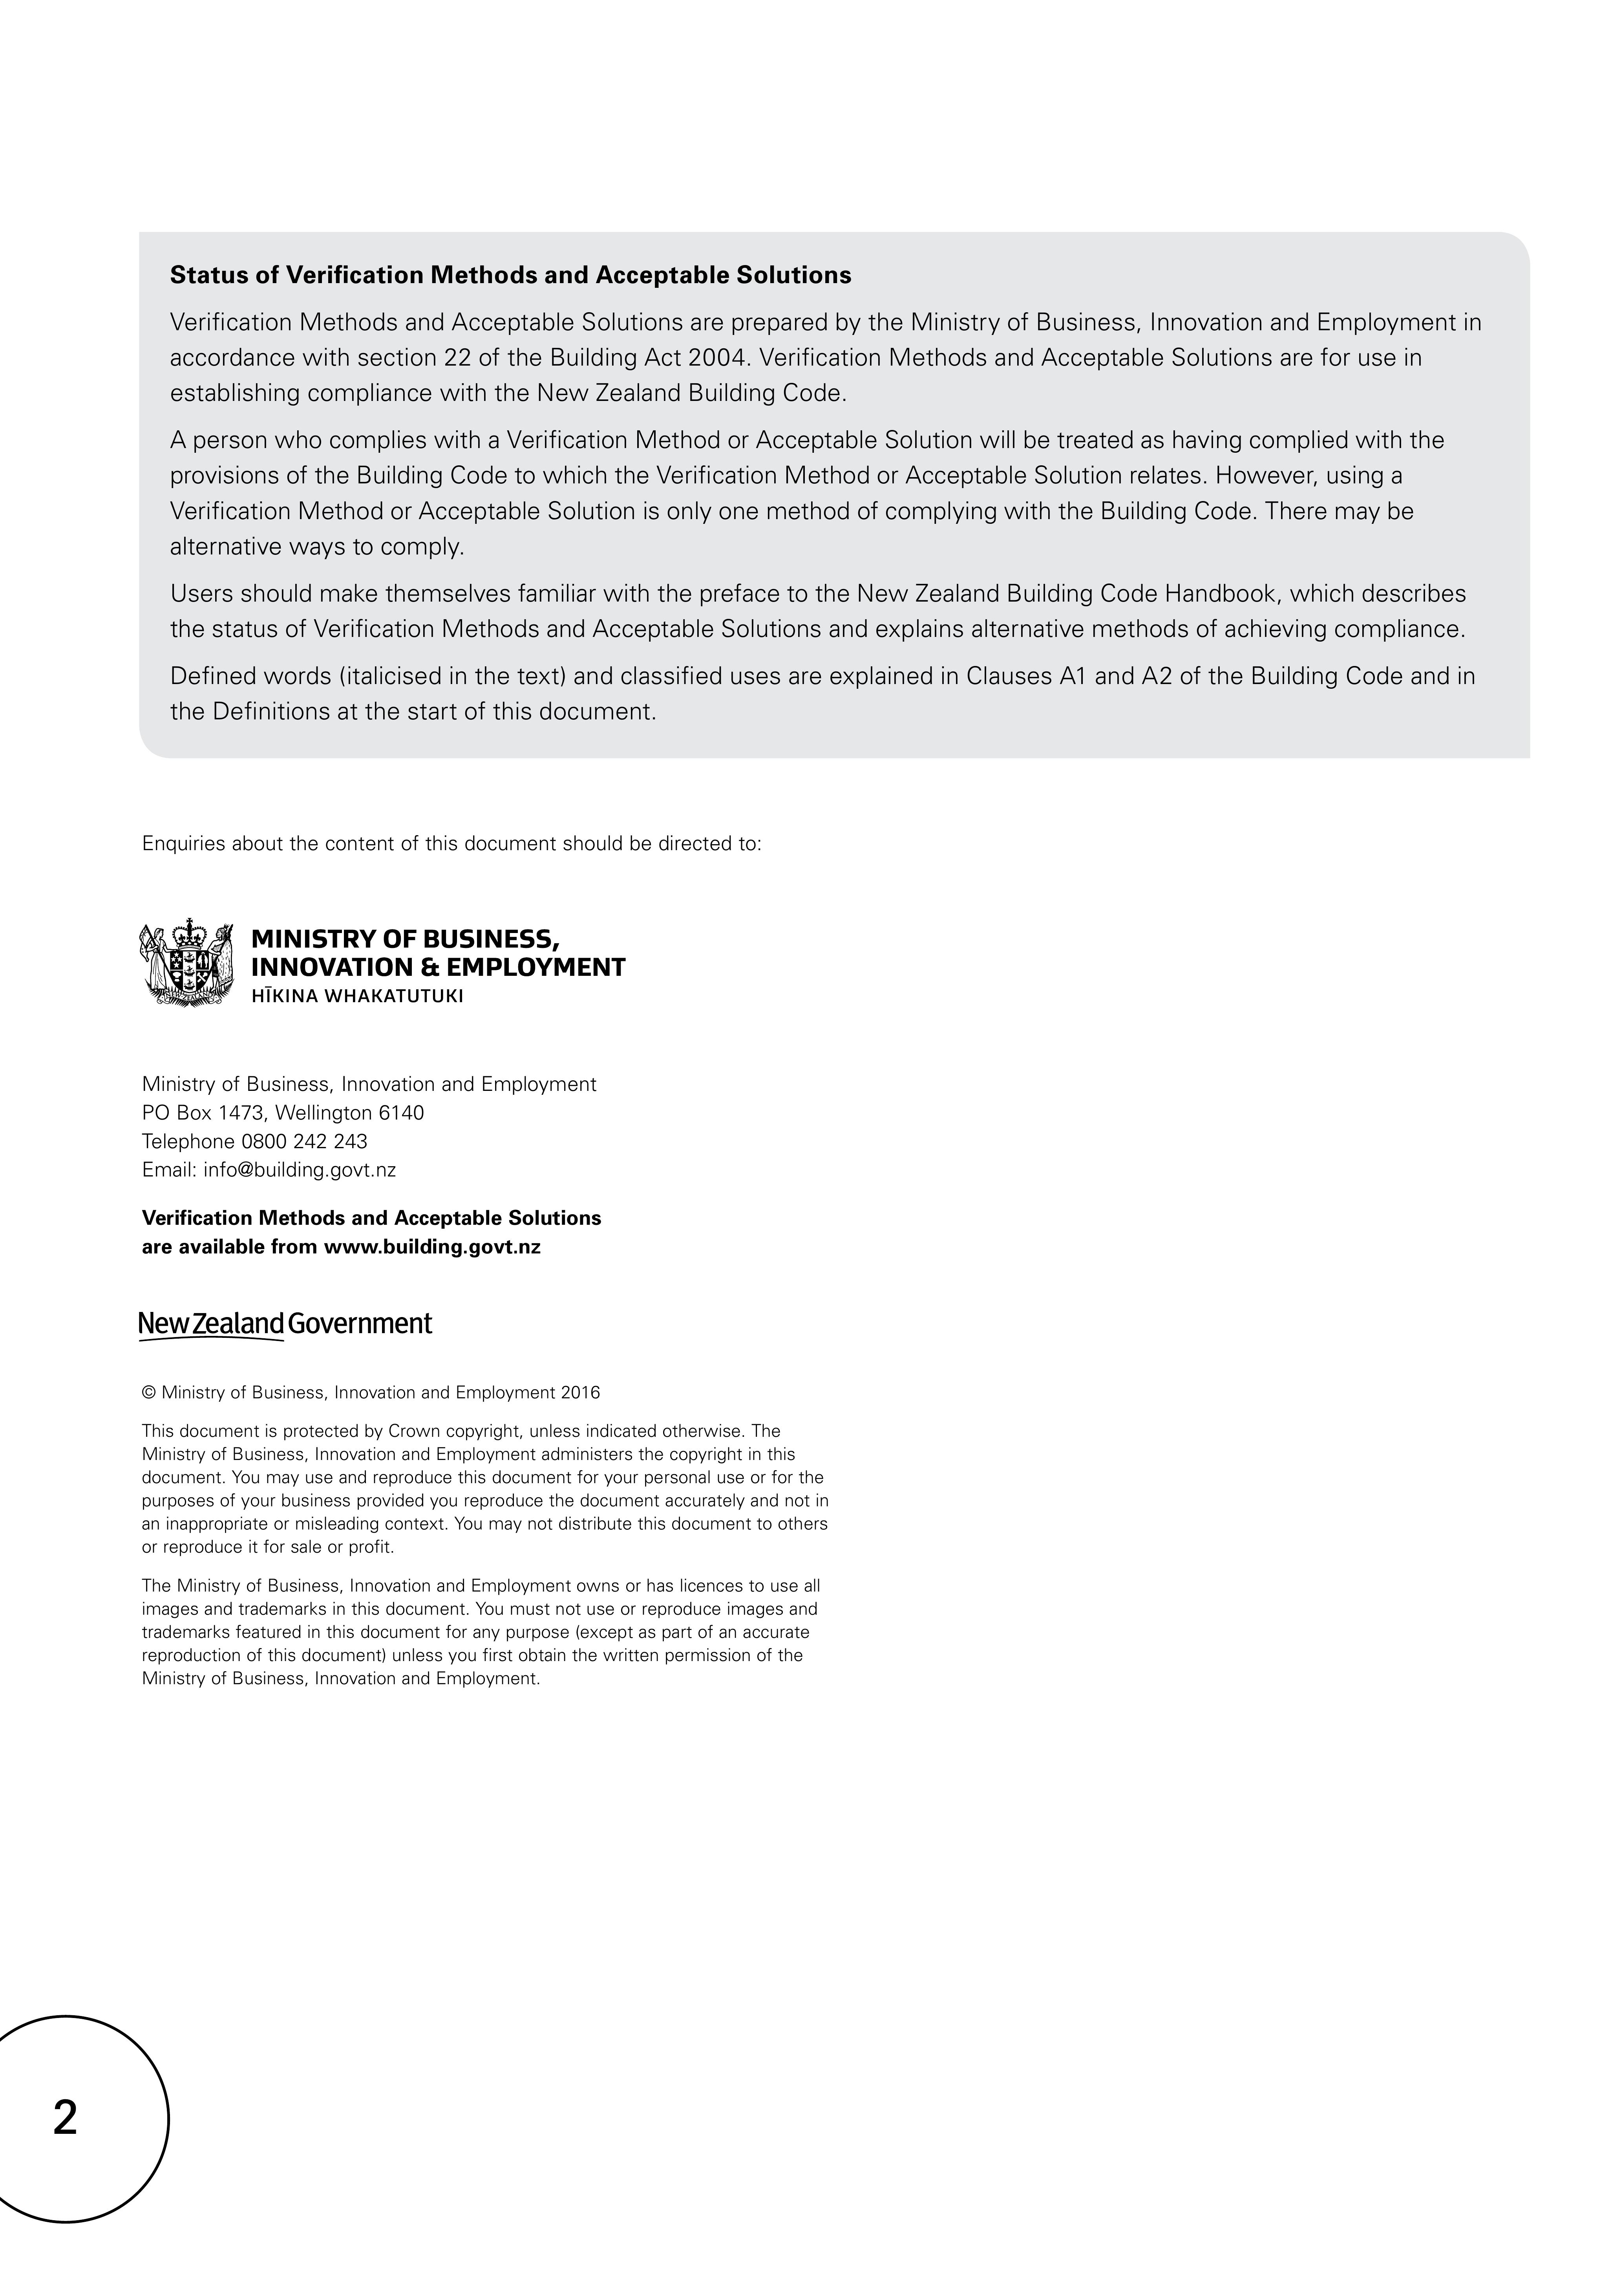 Status of Verification Methods and Acceptable Solutions
Verification Methods and Acceptable Solutions are prepared by the Ministry of Business, Innovation and Employment in
accordance with section 22 of the Building Act 2004. Verification Methods and Acceptable Solutions are for use in
establishing compliance with the New Zealand Building Code.
A person who complies with a Verification Method or Acceptable Solution will be treated as having complied with the
provisions of the Building Code to which the Verification Method or Acceptable Solution relates. However, using a
Verification Method or Acceptable Solution is only one method of complying with the Building Code. There may be
alternative ways to comply.
Users should make themselves familiar with the preface to the New Zealand Building Code Handbook, which describes
the status of Verification Methods and Acceptable Solutions and explains alternative methods of achieving compliance.
Defined words (italicised in the text) and classified uses are explained in Clauses A1 and A2 of the Building Code and in
the Definitions at the start of this document.
Enquiries about the content of this document should be directed to:
MINISTRY OF BUSINESS,
INNOVATION & EMPLOYMENT
HĪKINA WHAKATUTUKI
Ministry of Business, Innovation and Employment
PO Box 1473, Wellington 6140
Telephone 0800 242 243
Email: info@building.govt.nz
Verification Methods and Acceptable Solutions
are available from www.building.govt.nz
New Zealand Government
© Ministry of Business, Innovation and Employment 2016
This document is protected by Crown copyright, unless indicated otherwise. The
Ministry of Business, Innovation and Employment administers the copyright in this
document. You may use and reproduce this document for your personal use or for the
purposes of your business provided you reproduce the document accurately and not in
an inappropriate or misleading context. You may not distribute this document to others
or reproduce it for sale or profit.
The Ministry of Business, Innovation and Employment owns or has licences to use all
images and trademarks in this document. You must not use or reproduce images and
trademarks featured in this document for any purpose (except as part of an accurate
reproduction of this document) unless you first obtain the written permission of the
Ministry of Business, Innovation and Employment.
2